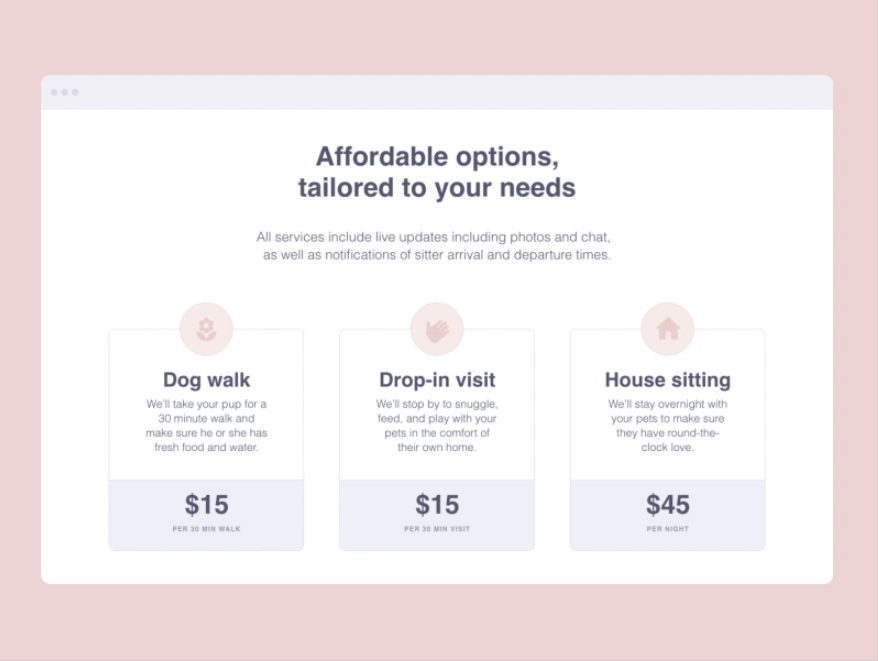 Affordable options,
tailored to your needs
All services include live updates including photos and chat,
as well as notifications of sitter arrival and departure times.
Dog walk
We'll take your pup for a
30 minute walk and
make sure he or she has
fresh food and water.
$15
PER 30 MIN WALK
Drop-in visit
We'll stop by to snuggle,
feed, and play with your
pets in the comfort of
their own home.
$15
PER 30 MIN VISIT
House sitting
We'll stay overnight with
your pets to make sure
they have round-the-
clock love.
$45
PER NIGHT